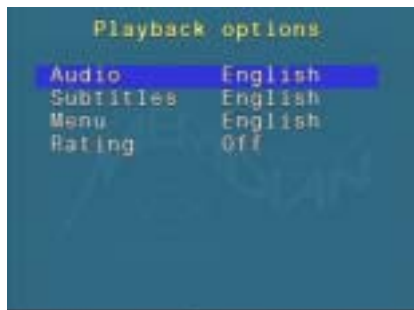 Playback options
Audio English
Subtitles English
Menu English
Rating Off